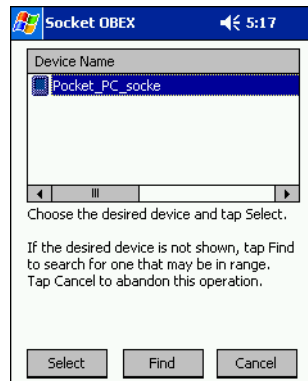 Socket OBEX 5:17
Device Name
Pocket_PC_socke
Choose the desired device and tap Select.
If the desired device is not shown, tap Find
to search for one that may be in range.
Tap Cancel to abandon this operation.
Select Find Cancel